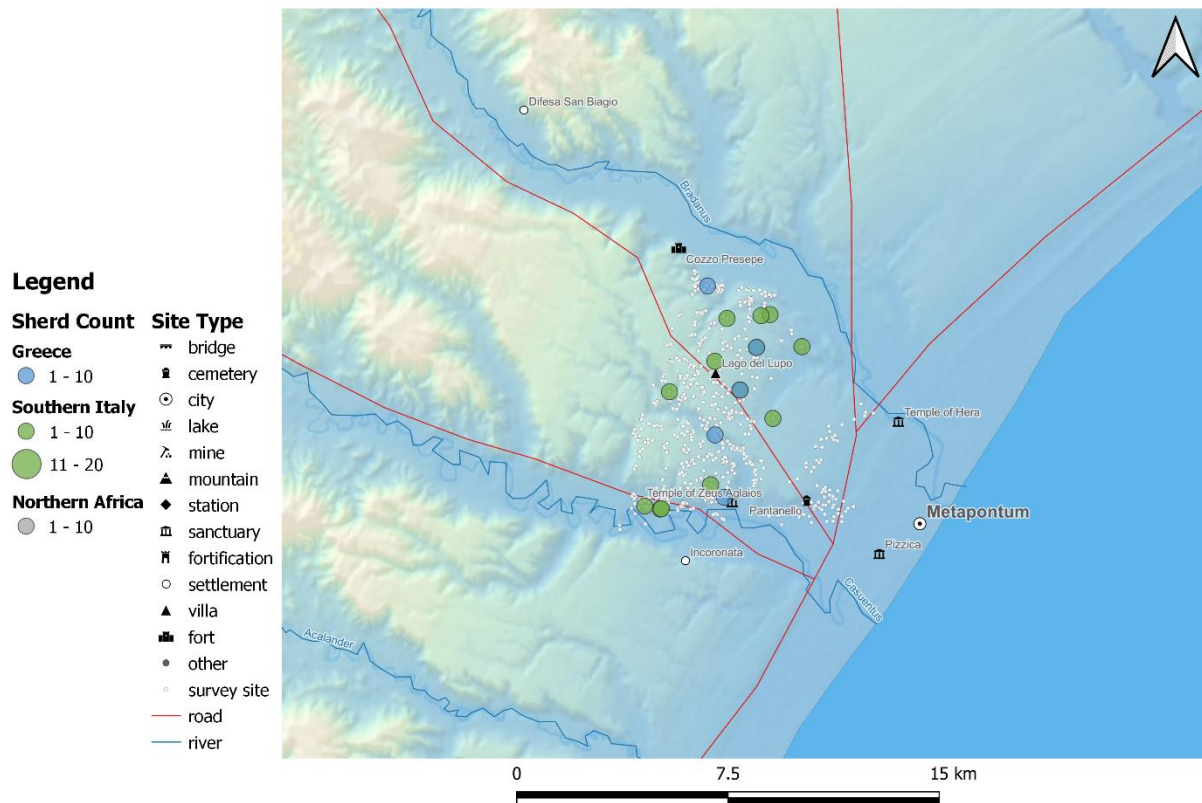 Legend
Sherd Count
Greece
1 - 10
Southern Italy
1 - 10
11 - 20
Northern Africa
1 - 10
Site Type
bridge
cemetery
city
lake
mine
mountain
station
sanctuary
fortification
settlement
villa
fort
other
survey site
road
river
Difesa San Biagio
Bradanus
Cozzo Presepe
Lago del Lupo
Temple of Hera
Temple of Zeus Aglaios
Pantanello
Metapontum
Pizzica
Incoronata
Casuentus
Acalander
0 7.5 15 km